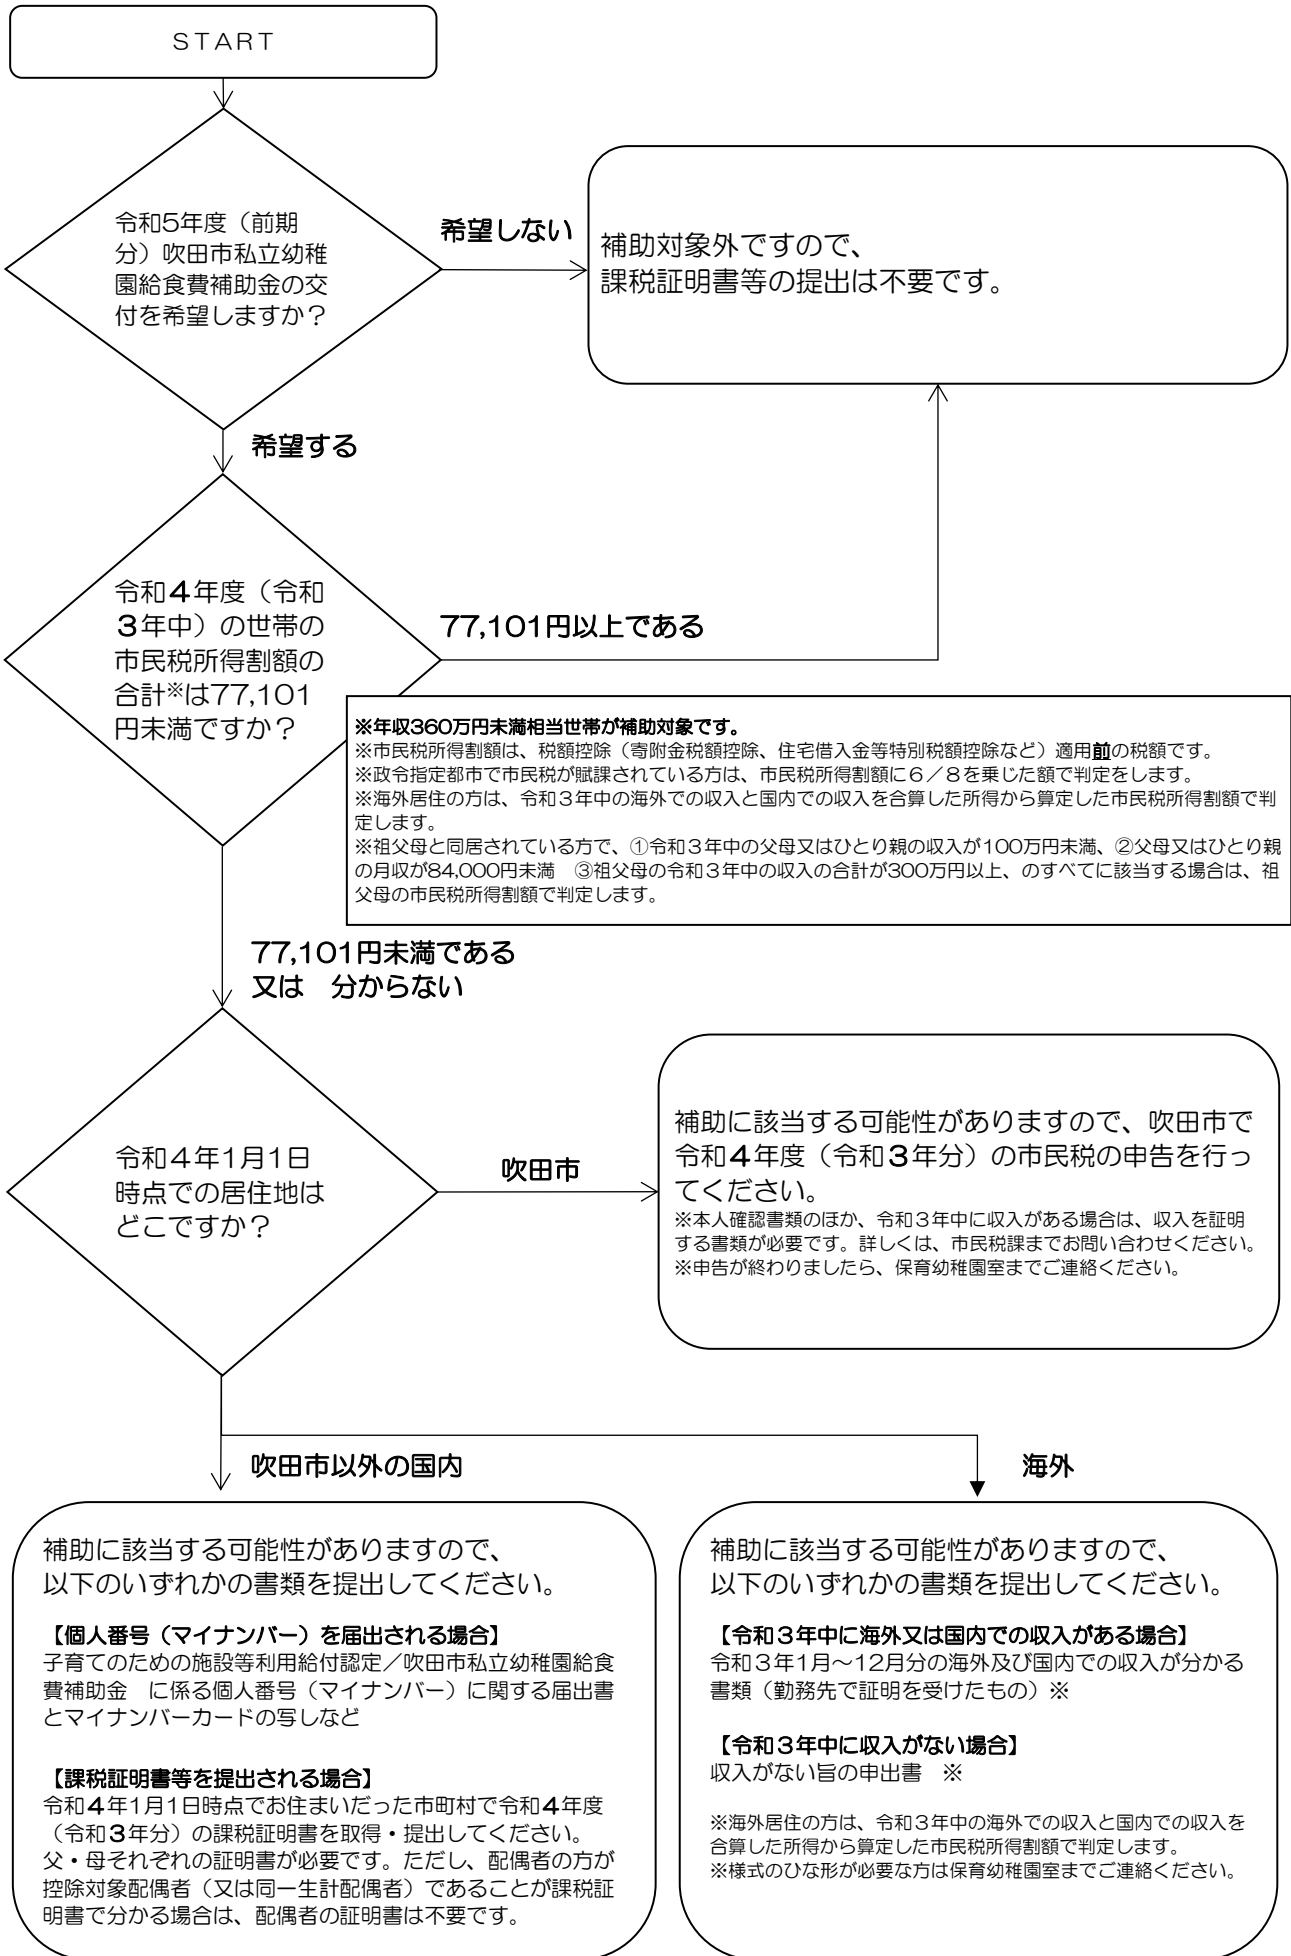 START
令和5年度（前期
分）吹田市私立幼稚
園給食費補助金の交
付を希望しますか？
希望しない
補助対象外ですので、
課税証明書等の提出は不要です。
希望する
令和4年度（令和
3年中）の世帯の
市民税所得割額の
合計※は77,101
円未満ですか？
77,101円以上である
※年収360万円未満相当世帯が補助対象です。
※市民税所得割額は、税額控除（寄附金税額控除、住宅借入金等特別税額控除など）適用前の税額です。
※政令指定都市で市民税が賦課されている方は、市民税所得割額に６／８を乗じた額で判定をします。
※海外居住の方は、令和３年中の海外での収入と国内での収入を合算した所得から算定した市民税所得割額で判
定します。
※祖父母と同居されている方で、①令和３年中の父母又はひとり親の収入が100万円未満、②父母又はひとり親
の月収が84,000円未満　③祖父母の令和３年中の収入の合計が300万円以上、のすべてに該当する場合は、祖
父母の市民税所得割額で判定します。
77,101円未満である
又は　分からない
令和４年1月1日
時点での居住地は
どこですか？
吹田市
補助に該当する可能性がありますので、吹田市で
令和4年度（令和3年分）の市民税の申告を行っ
てください。
※本人確認書類のほか、令和３年中に収入がある場合は、収入を証明
する書類が必要です。詳しくは、市民税課までお問い合わせください。
※申告が終わりましたら、保育幼稚園室までご連絡ください。
吹田市以外の国内
海外
補助に該当する可能性がありますので、
以下のいずれかの書類を提出してください。
【個人番号（マイナンバー）を届出される場合】
子育てのための施設等利用給付認定／吹田市私立幼稚園給食
費補助金　に係る個人番号（マイナンバー）に関する届出書
とマイナンバーカードの写しなど
【課税証明書等を提出される場合】
令和4年1月1日時点でお住まいだった市町村で令和4年度
（令和3年分）の課税証明書を取得・提出してください。
父・母それぞれの証明書が必要です。ただし、配偶者の方が
控除対象配偶者（又は同一生計配偶者）であることが課税証
明書で分かる場合は、配偶者の証明書は不要です。
補助に該当する可能性がありますので、
以下のいずれかの書類を提出してください。
【令和３年中に海外又は国内での収入がある場合】
令和３年1月～12月分の海外及び国内での収入が分かる
書類（勤務先で証明を受けたもの）※
【令和３年中に収入がない場合】
収入がない旨の申出書　※
※海外居住の方は、令和３年中の海外での収入と国内での収入を
合算した所得から算定した市民税所得割額で判定します。
※様式のひな形が必要な方は保育幼稚園室までご連絡ください。